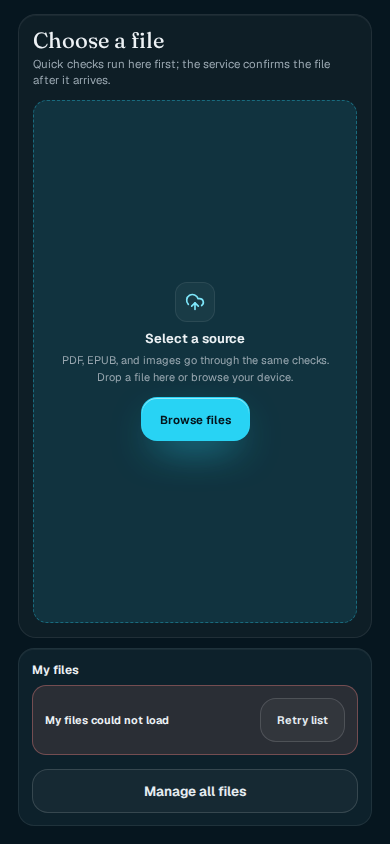 Choose a file
Quick checks run here first; the service confirms the file
after it arrives.
Select a source
PDF, EPUB, and images go through the same checks.
Drop a file here or browse your device.
Browse files
My files
My files could not load
Retry list
Manage all files